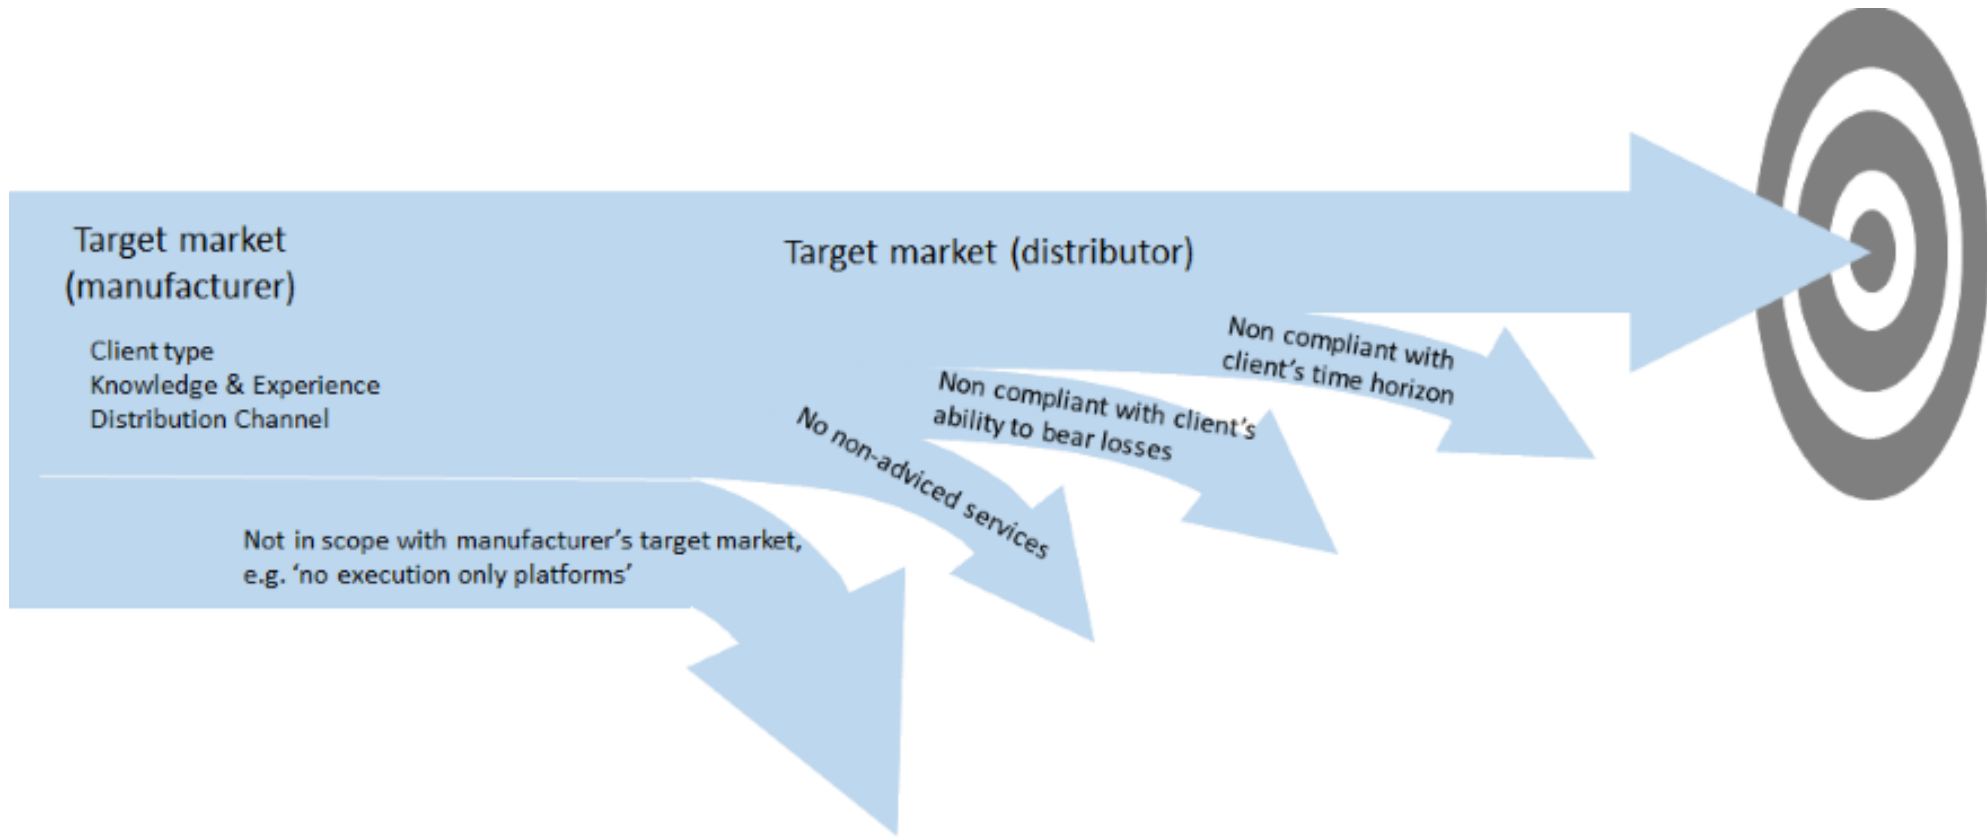 Target market
(manufacturer)
Client type
Knowledge & Experience
Distribution Channel
Not in scope with manufacturer's target market,
e.g. 'no execution only platforms'
Target market (distributor)
No non-adviced services
Non compliant with client's
ability to bear losses
Non compliant with
client's time horizon